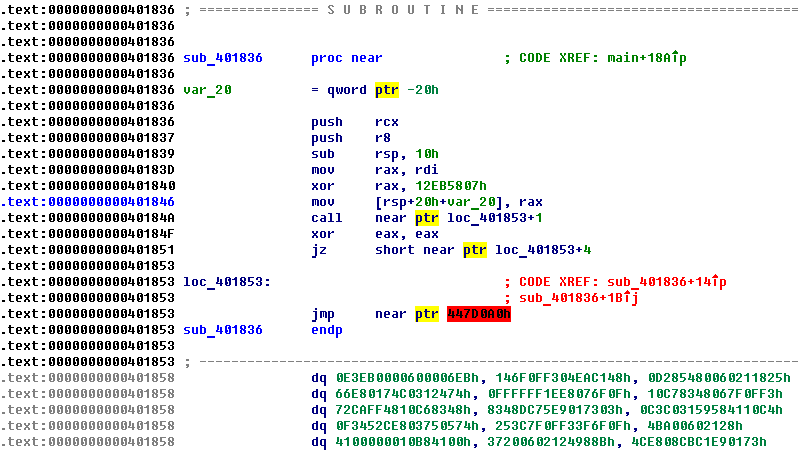 .text:0000000000401836 ; =============== S U B R O U T I N E =======================================
.text:0000000000401836
.text:0000000000401836
.text:0000000000401836 sub_401836      proc near               ; CODE XREF: main+18A↑p
.text:0000000000401836
.text:0000000000401836 var_20          = qword ptr -20h
.text:0000000000401836
.text:0000000000401836                 push    rcx
.text:0000000000401837                 push    r8
.text:0000000000401839                 sub     rsp, 10h
.text:000000000040183D                 mov     rax, rdi
.text:0000000000401840                 xor     rax, 12EB5807h
.text:0000000000401846                 mov     [rsp+20h+var_20], rax
.text:000000000040184A                 call    near ptr loc_401853+1
.text:000000000040184F                 xor     eax, eax
.text:0000000000401851                 jz      short near ptr loc_401853+4
.text:0000000000401853
.text:0000000000401853 loc_401853:                             ; CODE XREF: sub_401836+14↑p
.text:0000000000401853                                         ; sub_401836+1B↑j
.text:0000000000401853                 jmp     near ptr 447D0A0h
.text:0000000000401853 sub_401836      endp
.text:0000000000401853
.text:0000000000401853 ; ---------------------------------------------------------------------------
.text:0000000000401858                 dq 0E3EB0000600006EBh, 146F0FF304EAC148h, 0D285480060211825h
.text:0000000000401858                 dq 66E80174C0312474h, 0FFFFFF1EE8076F0Fh, 10C78348067F0FF3h
.text:0000000000401858                 dq 72CAFF4810C68348h, 8348DC75E9017303h, 0C3C03159584110C4h
.text:0000000000401858                 dq 0F3452CE803750574h, 253C7F0FF33F6F0Fh, 4BA00602128h
.text:0000000000401858                 dq 4100000010B84100h, 37200602124988Bh, 4CE808CBC1E90173h